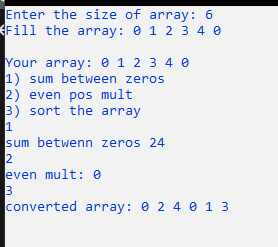 Enter the size of array: 6
Fill the array: 0 1 2 3 4 0
Your array: 0 1 2 3 4 0
1) sum between zeros
2) even pos mult
3) sort the array
1
sum betwenn zeros 24
2
even mult: 0
3
converted array: 0 2 4 0 1 3